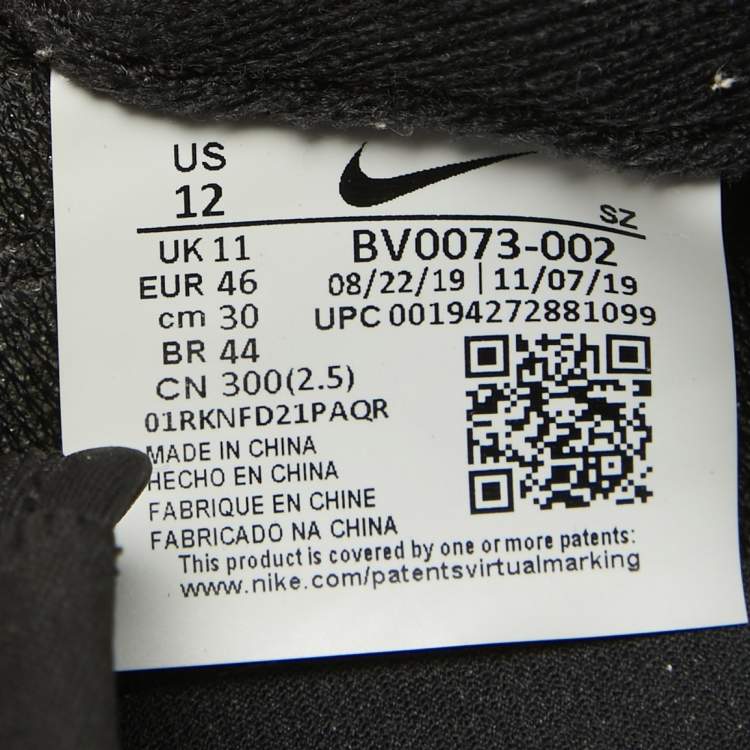 US
12
SZ
UK 11
BV0073-002
EUR 46
08/22/19 | 11/07/19
cm 30
UPC 00194272881099
BR 44
CN 300(2.5)
01RKNFD21PAQR
MADE IN CHINA
HECHO EN CHINA
FABRIQUE EN CHINE
FABRICADO NA CHINA
This product is covered by one or more patents:
www.nike.com/patentsvirtualmarking